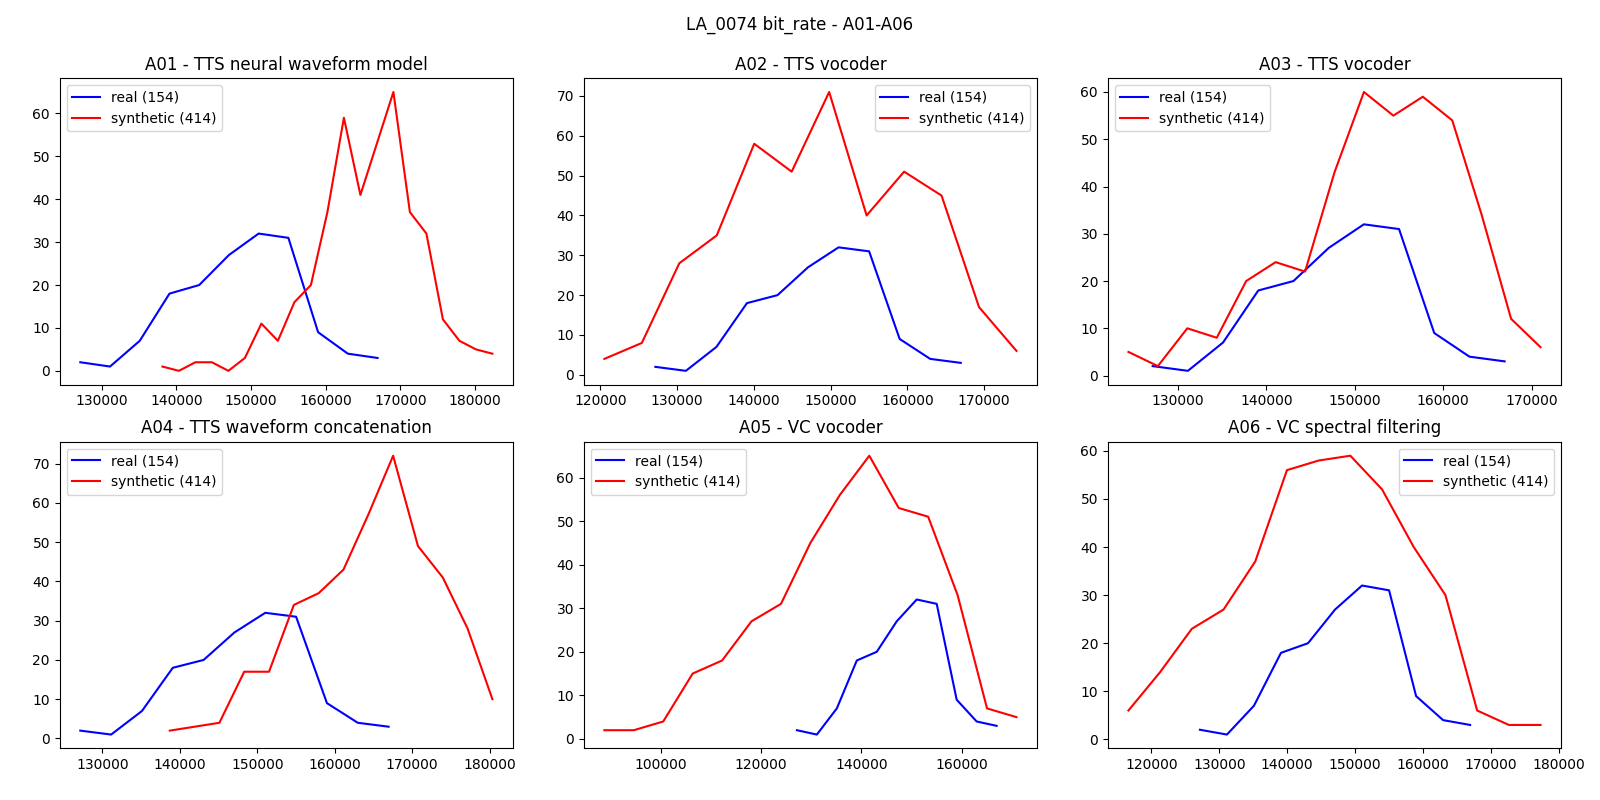 LA_0074 bit_rate - A01-A06
A01 - TTS neural waveform model
real (154)
synthetic (414)
60
50
40
30
20
10
0
130000 140000 150000 160000 170000 180000
A02 - TTS vocoder
real (154)
synthetic (414)
70
60
50
40
30
20
10
0
120000 130000 140000 150000 160000 170000
A03 - TTS vocoder
real (154)
synthetic (414)
60
50
40
30
20
10
0
130000 140000 150000 160000 170000
A04 - TTS waveform concatenation
real (154)
synthetic (414)
70
60
50
40
30
20
10
0
130000 140000 150000 160000 170000 180000
A05 - VC vocoder
real (154)
synthetic (414)
60
50
40
30
20
10
0
100000 120000 140000 160000
A06 - VC spectral filtering
real (154)
synthetic (414)
60
50
40
30
20
10
0
120000 130000 140000 150000 160000 170000 180000